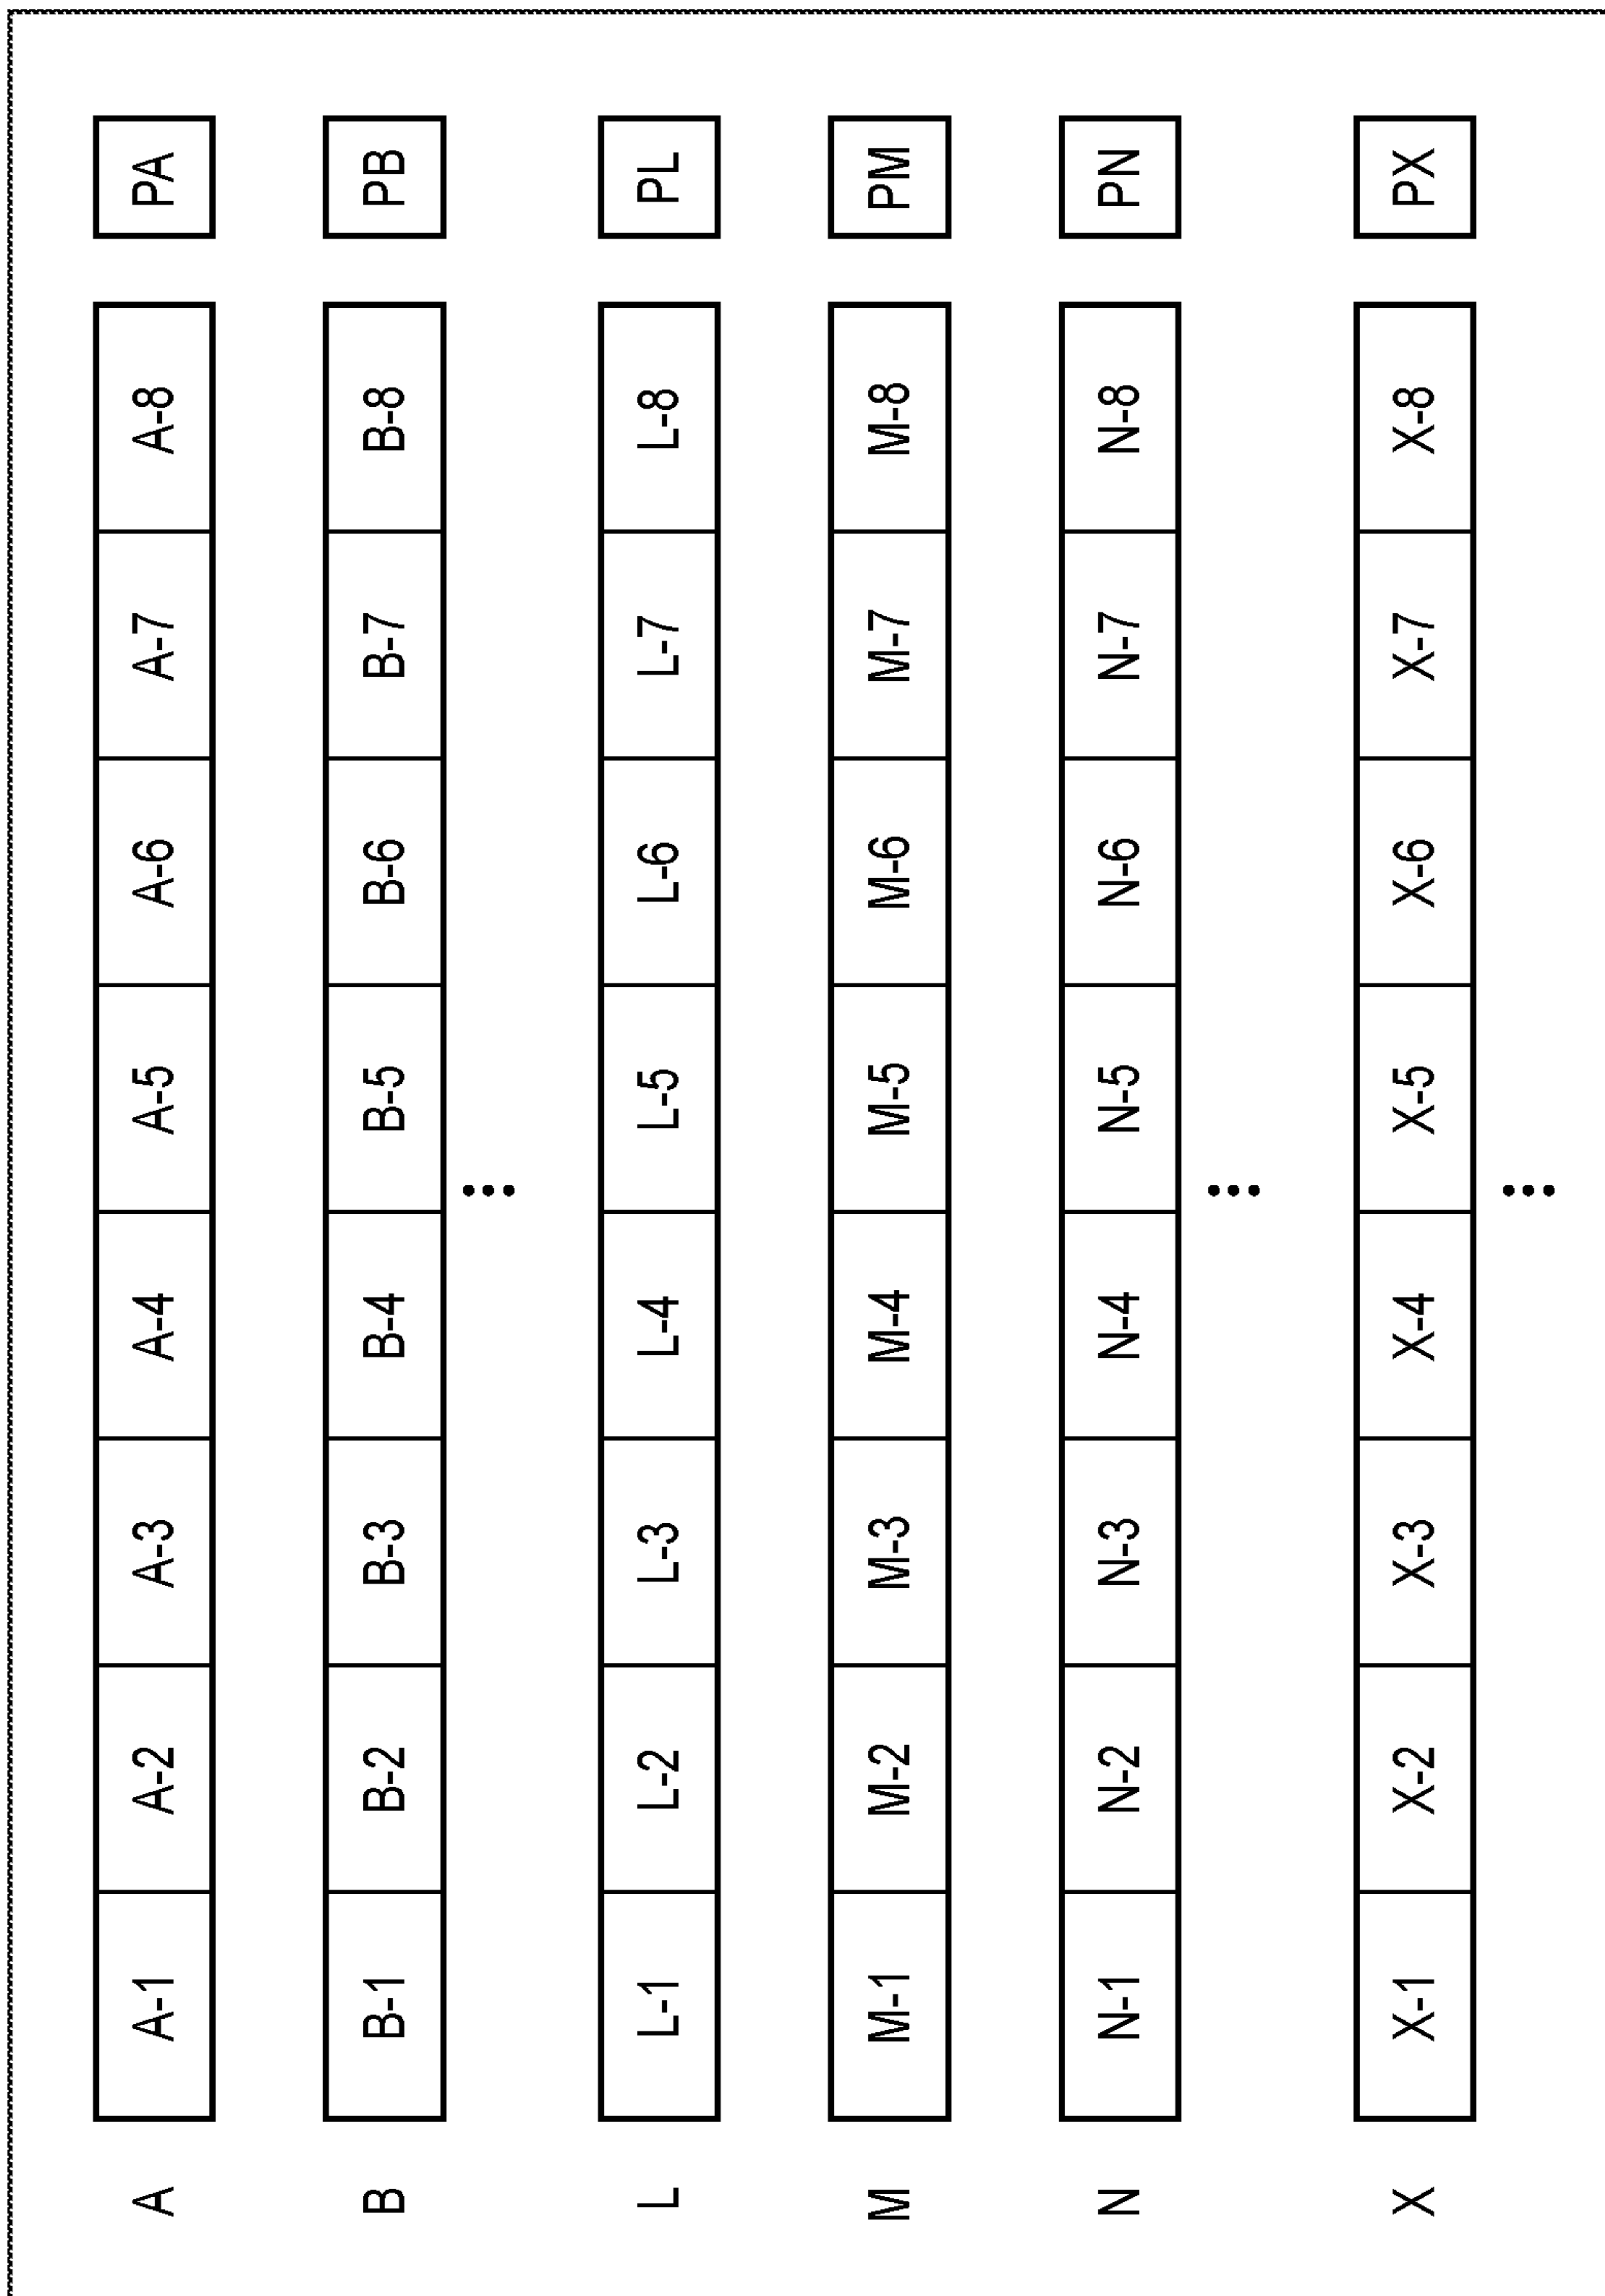 A A-1 A-2 A-3 A-4 A-5 A-6 A-7 A-8 PA
B B-1 B-2 B-3 B-4 B-5 B-6 B-7 B-8 PB
...
L L-1 L-2 L-3 L-4 L-5 L-6 L-7 L-8 PL
M M-1 M-2 M-3 M-4 M-5 M-6 M-7 M-8 PM
N N-1 N-2 N-3 N-4 N-5 N-6 N-7 N-8 PN
...
X X-1 X-2 X-3 X-4 X-5 X-6 X-7 X-8 PX
...